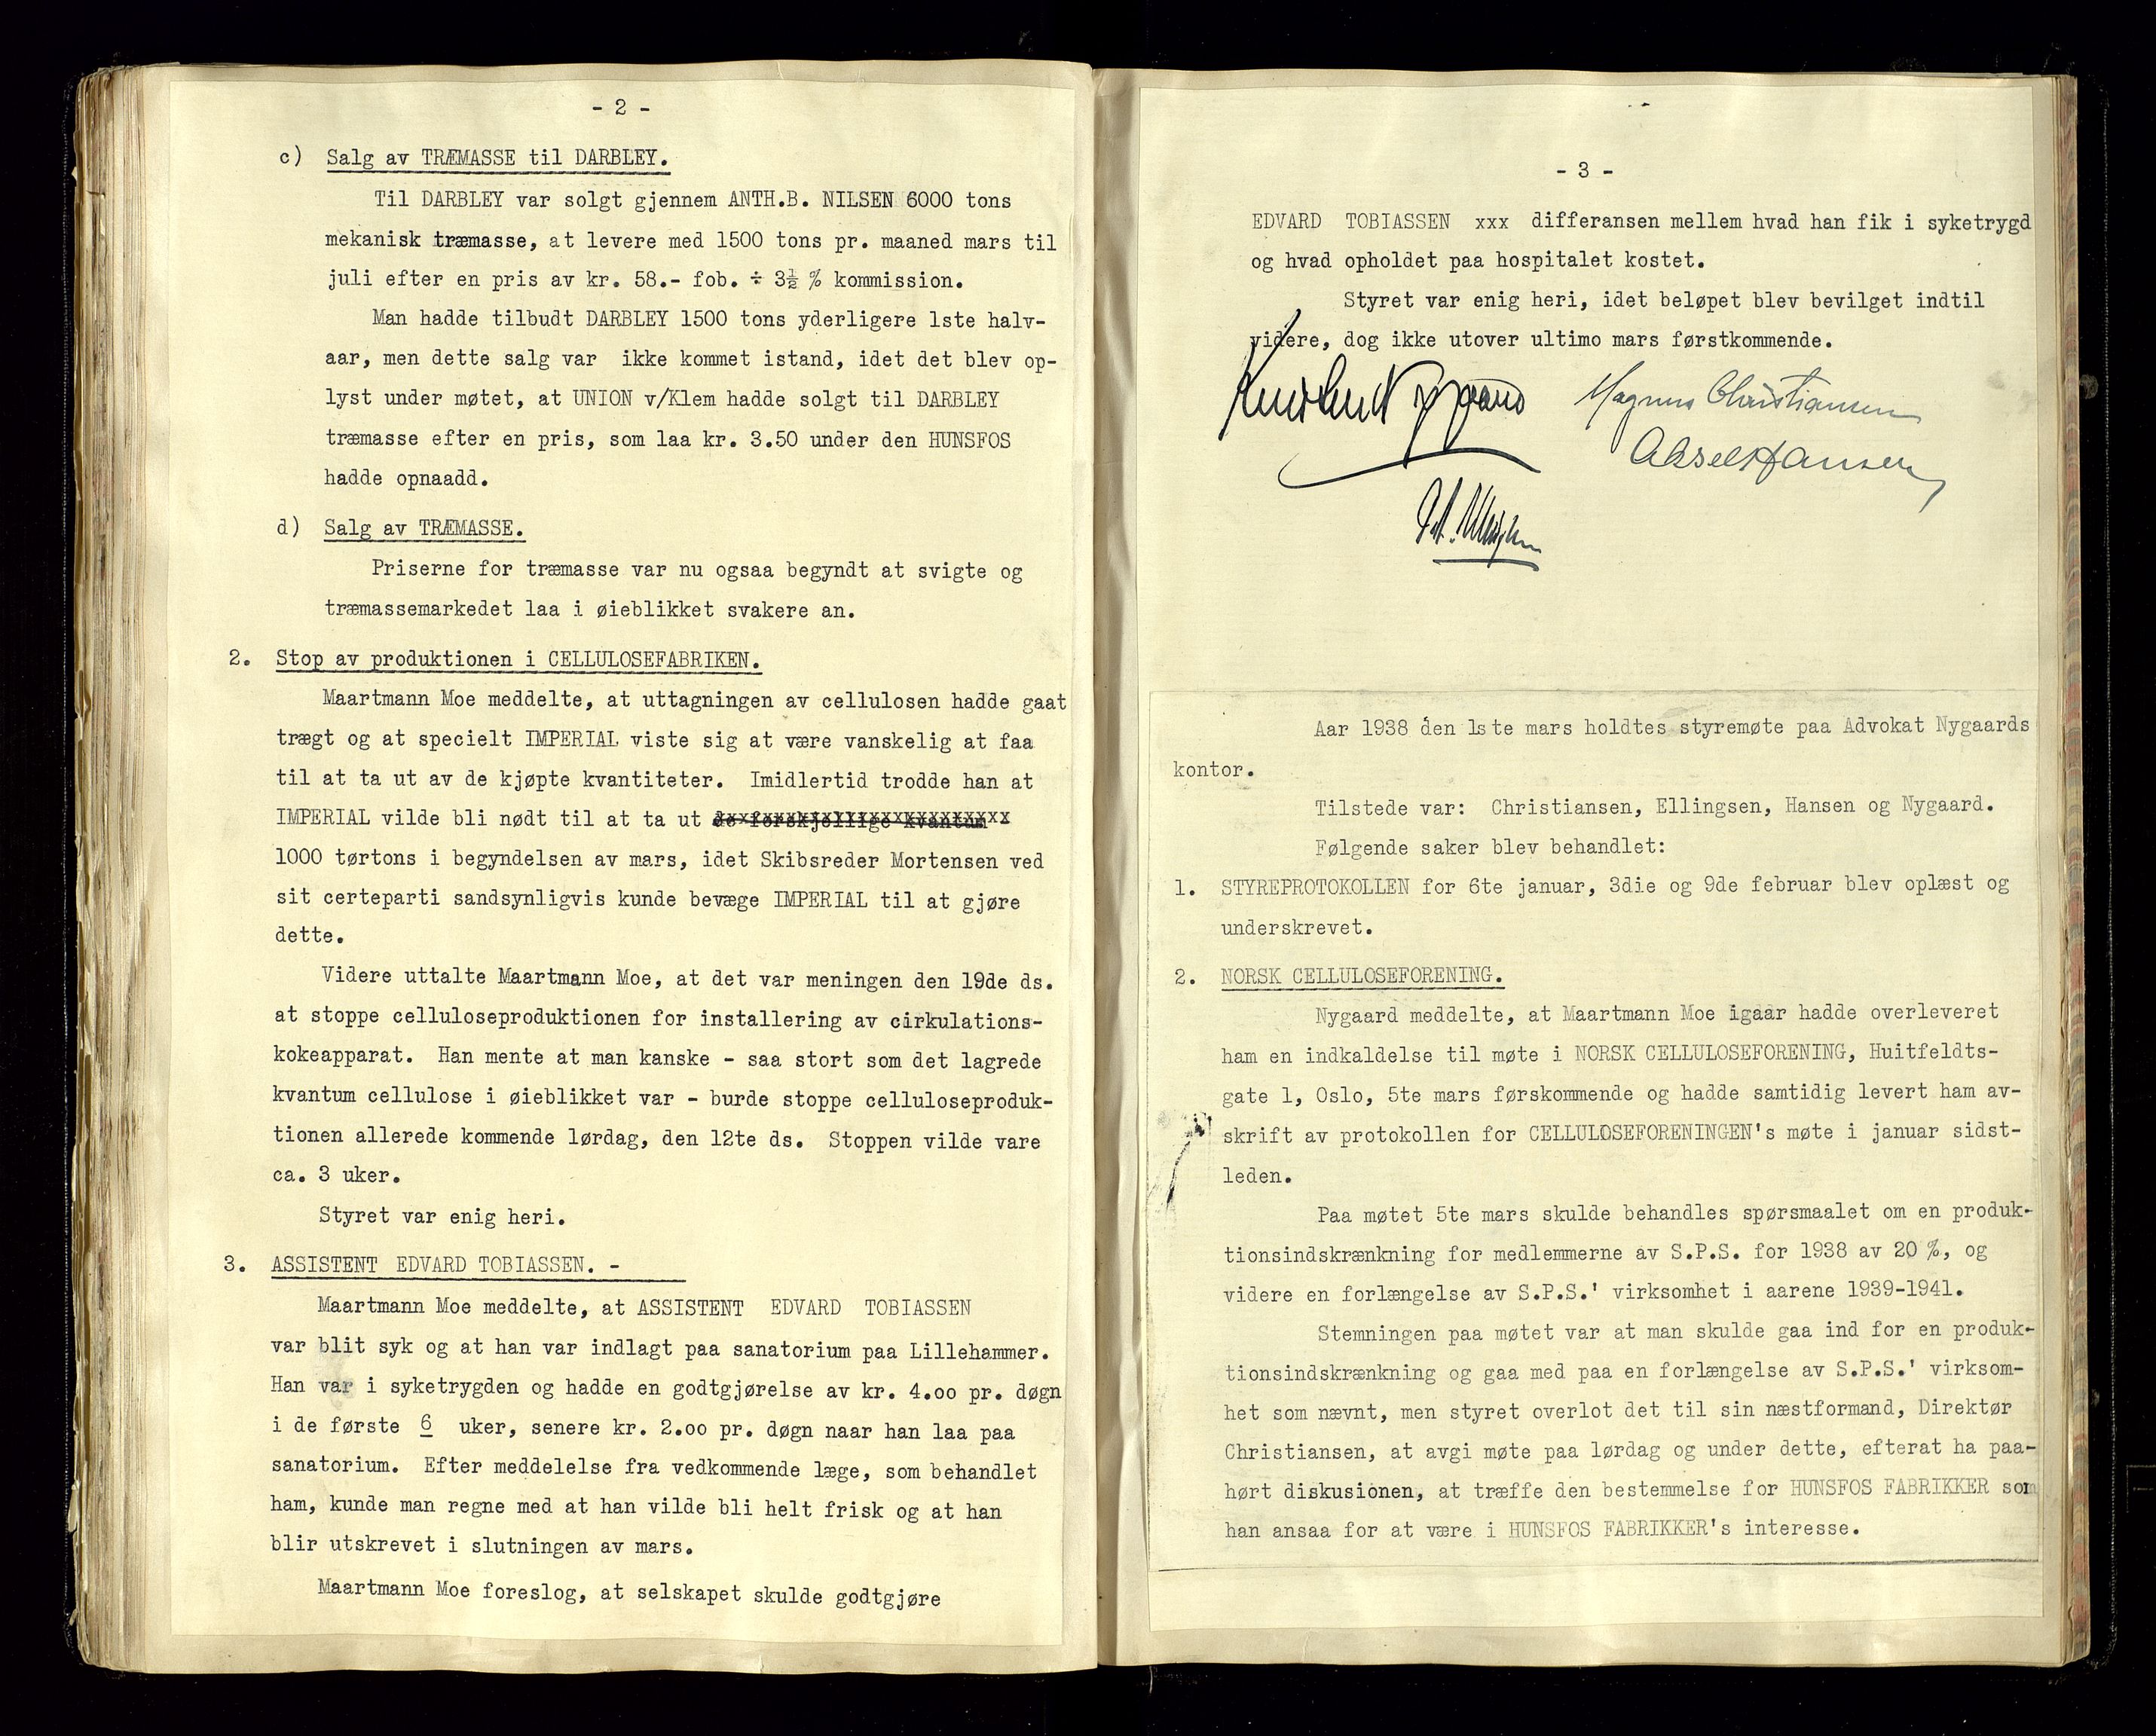 - 2 -
c) Salg av TRÆMASSE til DARBLEY.
Til DARBLEY var solgt gjennem ANTH.B. NILSEN 6000 tons
mekanisk træmasse, at levere med 1500 tons pr. maaned mars til
juli efter en pris av kr. 58.- fob. ÷ 3½ % kommission.
Man hadde tilbudt DARBLEY 1500 tons yderligere 1ste halv-
aar, men dette salg var ikke kommet istand, idet det blev op-
lyst under møtet, at UNION v/Klem hadde solgt til DARBLEY
træmasse efter en pris, som laa kr. 3.50 under den HUNSFOS
hadde opnaadd.
d) Salg av TRÆMASSE.
Priserne for træmasse var nu ogsaa begyndt at svigte og
træmassemarkedet laa i øieblikket svakere an.
2. Stop av produktionen i CELLULOSEFABRIKEN.
Maartmann Moe meddelte, at uttagningen av cellulosen hadde gaat
trægt og at specielt IMPERIAL viste sig at være vanskelig at faa
til at ta ut av de kjøpte kvantiteter. Imidlertid trodde han at
IMPERIAL vilde bli nødt til at ta ut de forskjellige kvantum
1000 tørtons i begyndelsen av mars, idet Skibsreder Mortensen ved
sit certeparti sandsynligvis kunde bevæge IMPERIAL til at gjøre
dette.
Videre uttalte Maartmann Moe, at det var meningen den 19de ds.
at stoppe celluloseproduktionen for installering av cirkulations-
kokeapparat. Han mente at man kanske - saa stort som det lagrede
kvantum cellulose i øieblikket var - burde stoppe celluloseproduk-
tionen allerede kommende lørdag, den 12te ds. Stoppen vilde vare
ca. 3 uker.
Styret var enig heri.
3. ASSISTENT EDVARD TOBIASSEN. -
Maartmann Moe meddelte, at ASSISTENT EDVARD TOBIASSEN
var blit syk og at han var indlagt paa sanatorium paa Lillehammer.
Han var i syketrygden og hadde en godtgjørelse av kr. 4.oo pr. døgn
i de første 6 uker, senere kr. 2.oo pr. døgn naar han laa paa
sanatorium. Efter meddelelse fra vedkommende læge, som behandlet
ham, kunde man regne med at han vilde bli helt frisk og at han
blir utskrevet i slutningen av mars.
Maartmann Moe foreslog, at selskapet skulde godtgjøre
- 3 -
EDVARD TOBIASSEN xxx differansen mellem hvad han fik i syketrygd
og hvad opholdet paa hospitalet kostet.
Styret var enig heri, idet beløpet blev bevilget indtil
videre, dog ikke utover ultimo mars førstkommende.
Nygaard Magnus Christiansen
Aksel Hansen
Aar 1938 den 1ste mars holdtes styremøte paa Advokat Nygaards
kontor.
Tilstede var: Christiansen, Ellingsen, Hansen og Nygaard.
Følgende saker blev behandlet:
1. STYREPROTOKOLLEN for 6te januar, 3die og 9de februar blev oplæst og
underskrevet.
2. NORSK CELLULOSEFORENING.
Nygaard meddelte, at Maartmann Moe igaar hadde overleveret
ham en indkaldelse til møte i NORSK CELLULOSEFORENING, Huitfeldts-
gate 1, Oslo, 5te mars førskommende og hadde samtidig levert ham av-
skrift av protokollen for CELLULOSEFORENINGEN's møte i januar sidst-
leden.
Paa møtet 5te mars skulde behandles spørsmaalet om en produk-
tionsindskrænkning for medlemmerne av S.P.S. for 1938 av 20 %, og
videre en forlængelse av S.P.S.' virksomhet i aarene 1939-1941.
Stemningen paa møtet var at man skulde gaa ind for en produk-
tionsindskrænkning og gaa med paa en forlængelse av S.P.S.' virksom-
het som nævnt, men styret overlot det til sin næstformand, Direktør
Christiansen, at avgi møte paa lørdag og under dette, efterat ha paa-
hørt diskusionen, at træffe den bestemmelse for HUNSFOS FABRIKKER som
han ansaa for at være i HUNSFOS FABRIKKER's interesse.